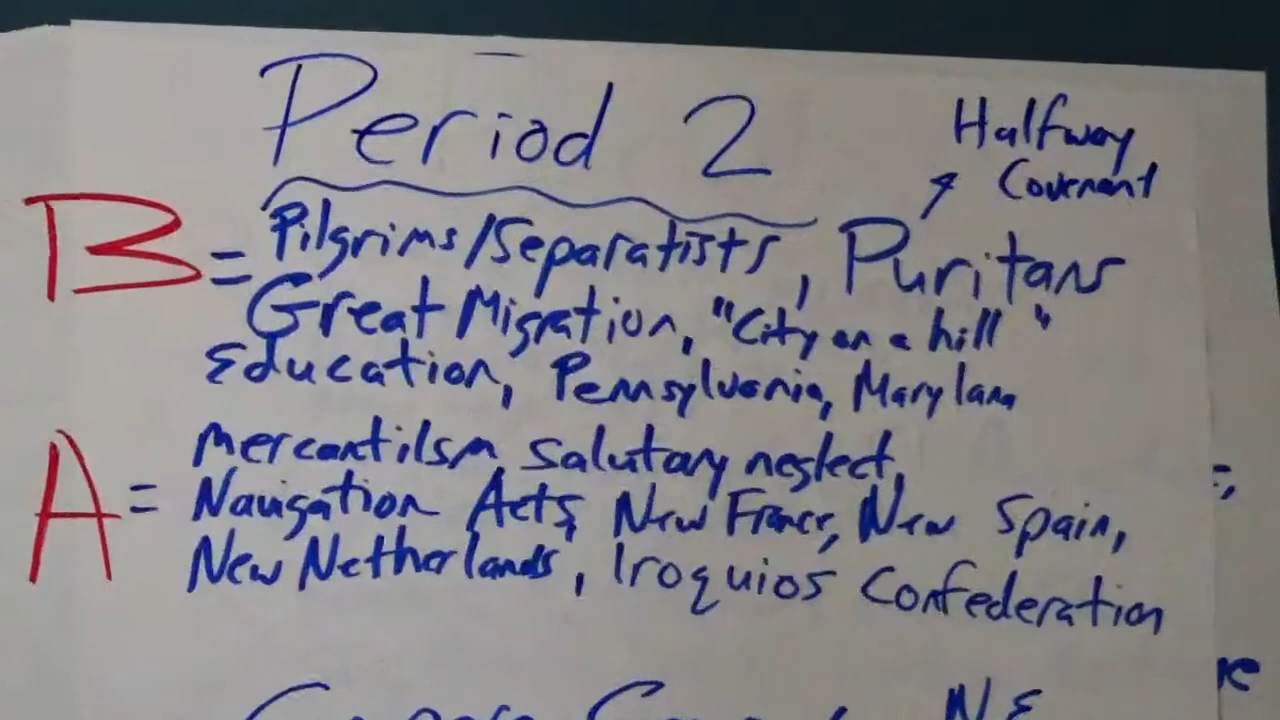 Period 2
Halfway
Covenant
B = Pilgrims/Separatists, Puritans
Great Migration, "City on a hill"
Education, Pennsylvania, Maryland
A = mercantilsm, salutary neglect,
Navigation Acts, New France, New Spain,
New Netherlands, Iroquios Confederation